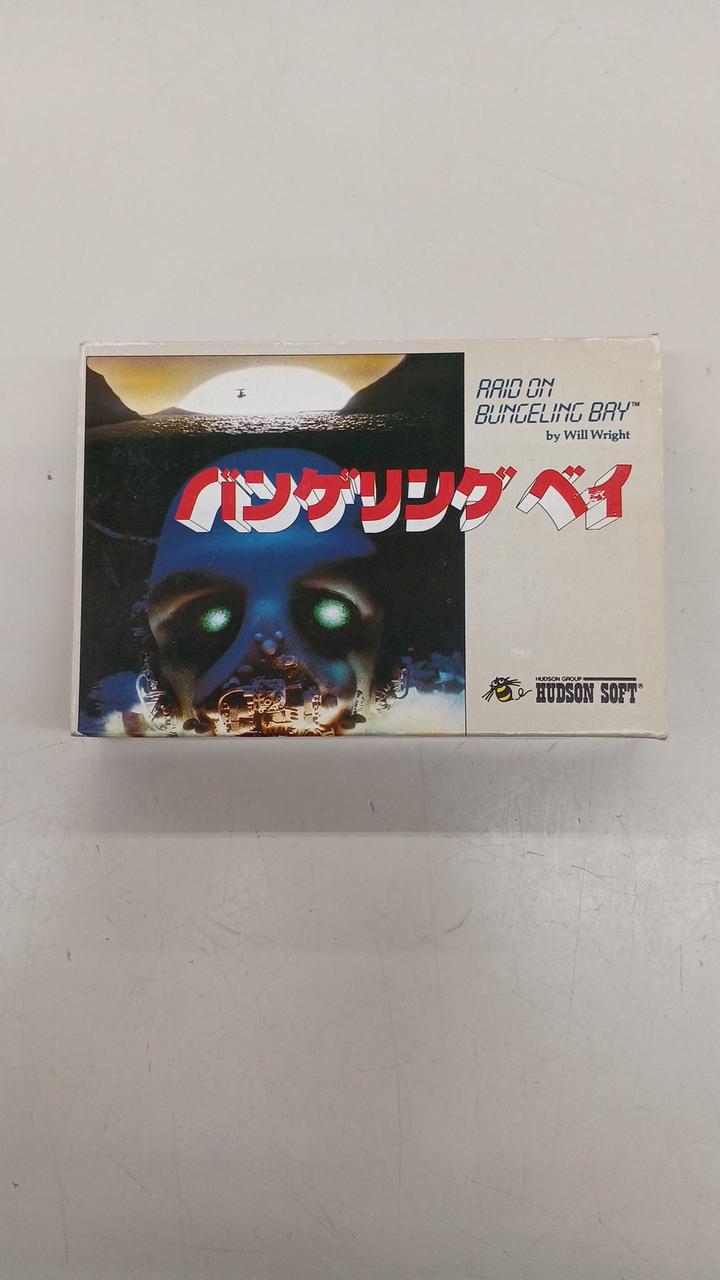 RAID ON
BUNGELING BAY™
by Will Wright
バンゲリング ベイ
HUDSON GROUP
HUDSON SOFT®